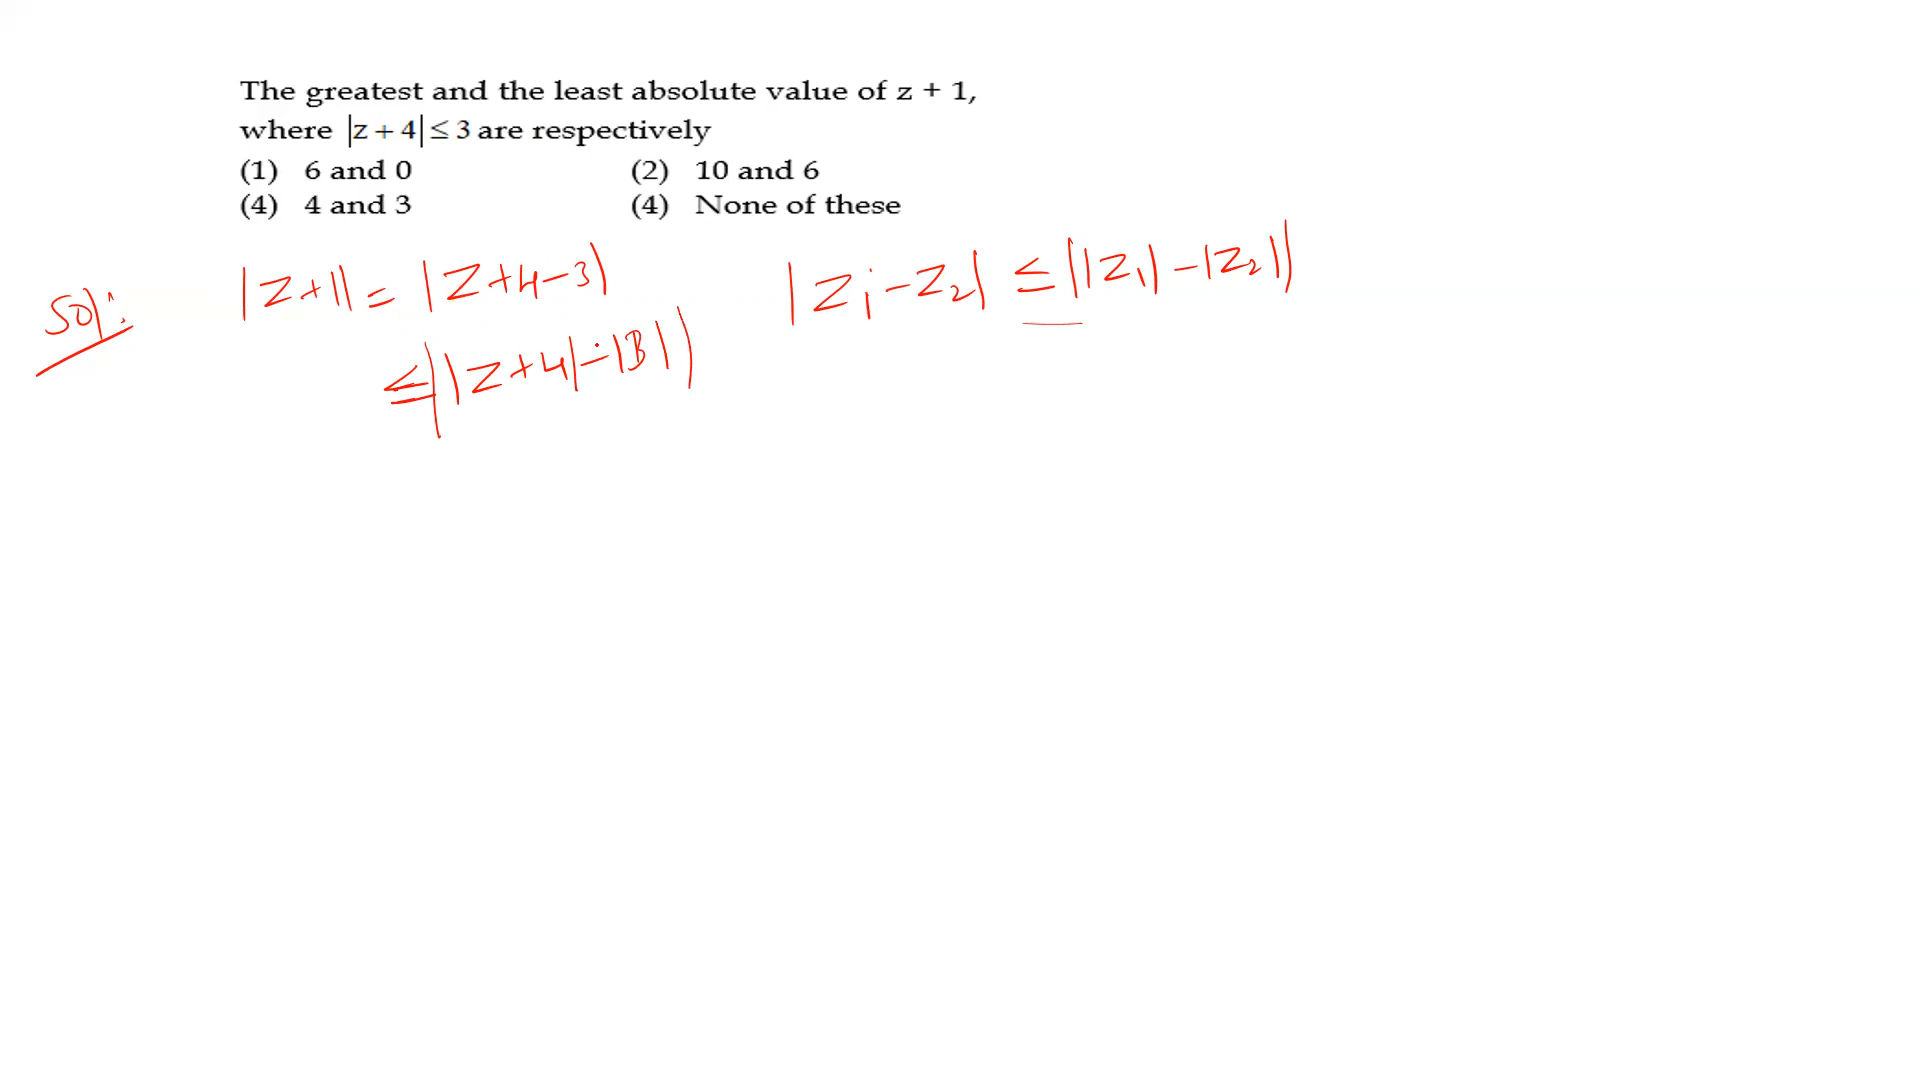 The greatest and the least absolute value of z + 1,
where |z + 4| ≤ 3 are respectively
(1) 6 and 0 (2) 10 and 6
(4) 4 and 3 (4) None of these
Sol: |z+1| = |z+4-3| |z₁-z₂| ≤ ||z₁|-|z₂||
≤ ||z+4|-|3||